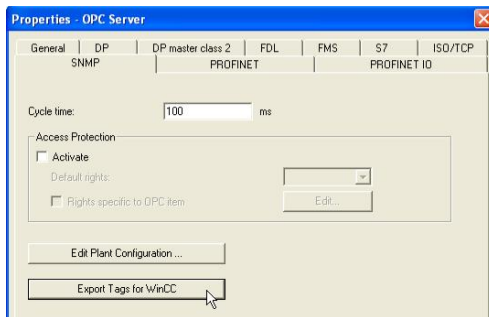 Properties - OPC Server
General DP DP master class 2 FDL FMS S7 ISO/TCP
SNMP PROFINET PROFINET IO
Cycle time: 100 ms
Access Protection
Activate
Default rights:
Rights specific to OPC item Edit...
Edit Plant Configuration ...
Export Tags for WinCC